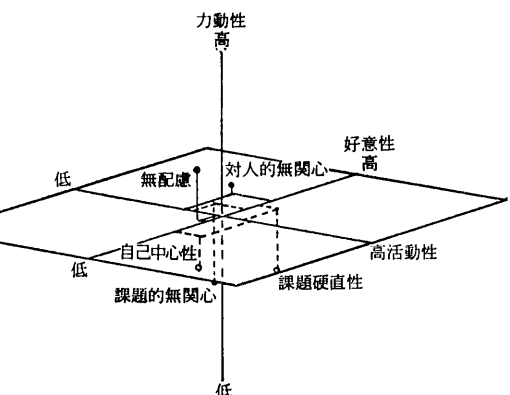 力動性
高
好意性
高
対人的無関心
無配慮
低
自己中心性
高活動性
低
課題硬直性
課題的無関心
低